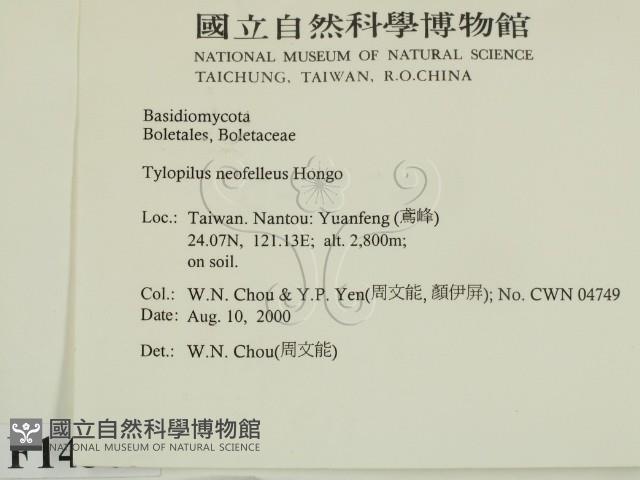 國立自然科學博物館
NATIONAL MUSEUM OF NATURAL SCIENCE
TAICHUNG, TAIWAN, R.O.CHINA
Basidiomycota
Boletales, Boletaceae
Tylopilus neofelleus Hongo
Loc.: Taiwan. Nantou: Yuanfeng (鳶峰)
24.07N, 121.13E; alt. 2,800m;
on soil.
Col.: W.N. Chou & Y.P. Yen(周文能, 顏伊屏); No. CWN 04749
Date: Aug. 10, 2000
Det.: W.N. Chou(周文能)
國立自然科學博物館
NATIONAL MUSEUM OF NATURAL SCIENCE